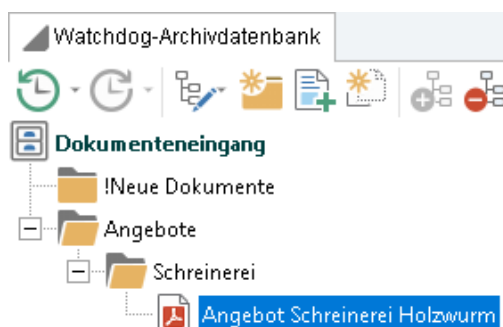 Watchdog-Archivdatenbank
Dokumenteneingang
!Neue Dokumente
Angebote
Schreinerei
Angebot Schreinerei Holzwurm